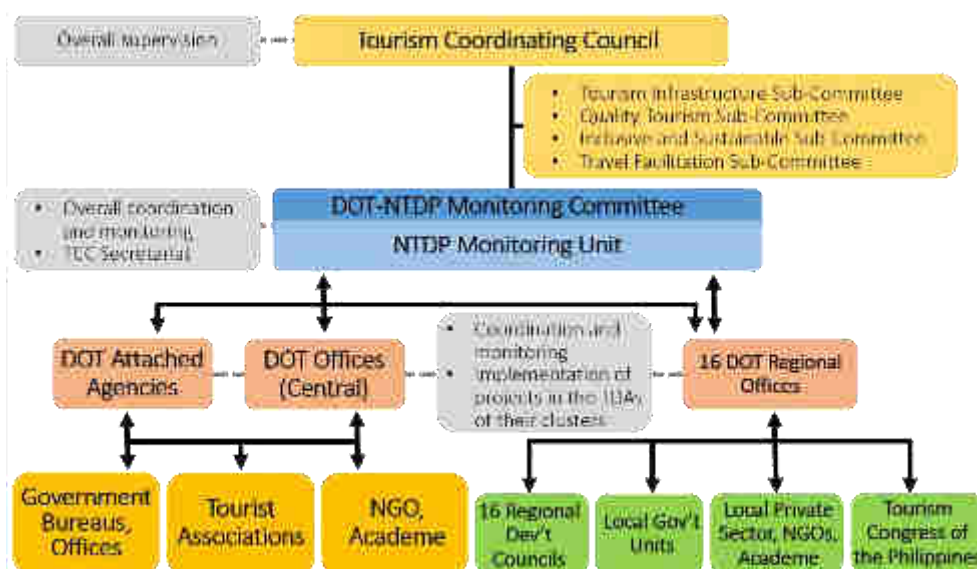 Overall supervision
Tourism Coordinating Council
• Tourism Infrastructure Sub-Committee
• Quality Tourism Sub-Committee
• Inclusive and Sustainable Sub-Committee
• Travel Facilitation Sub-Committee
• Overall coordination
and monitoring
• TCC Secretariat
DOT-NTDP Monitoring Committee
NTDP Monitoring Unit
DOT Attached
Agencies
DOT Offices
(Central)
• Coordination and
monitoring
• Implementation of
projects in the TDAs
of their clusters
16 DOT Regional
Offices
Government
Bureaus,
Offices
Tourist
Associations
NGO,
Academe
16 Regional
Dev't
Councils
Local Gov't
Units
Local Private
Sector, NGOs,
Academe
Tourism
Congress of
the Philippines